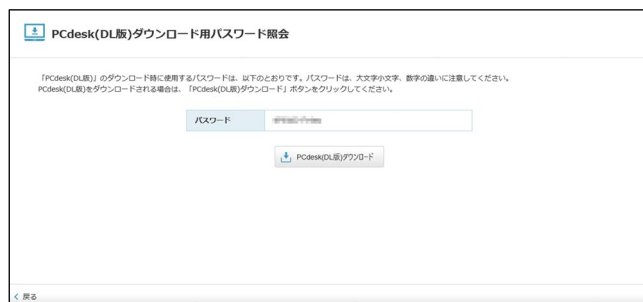 PCdesk(DL版)ダウンロード用パスワード照会
「PCdesk(DL版)」のダウンロード時に使用するパスワードは、以下のとおりです。パスワードは、大文字小文字、数字の違いに注意してください。
PCdesk(DL版)をダウンロードされる場合は、「PCdesk(DL版)ダウンロード」ボタンをクリックしてください。
パスワード
PCdesk(DL版)ダウンロード
戻る